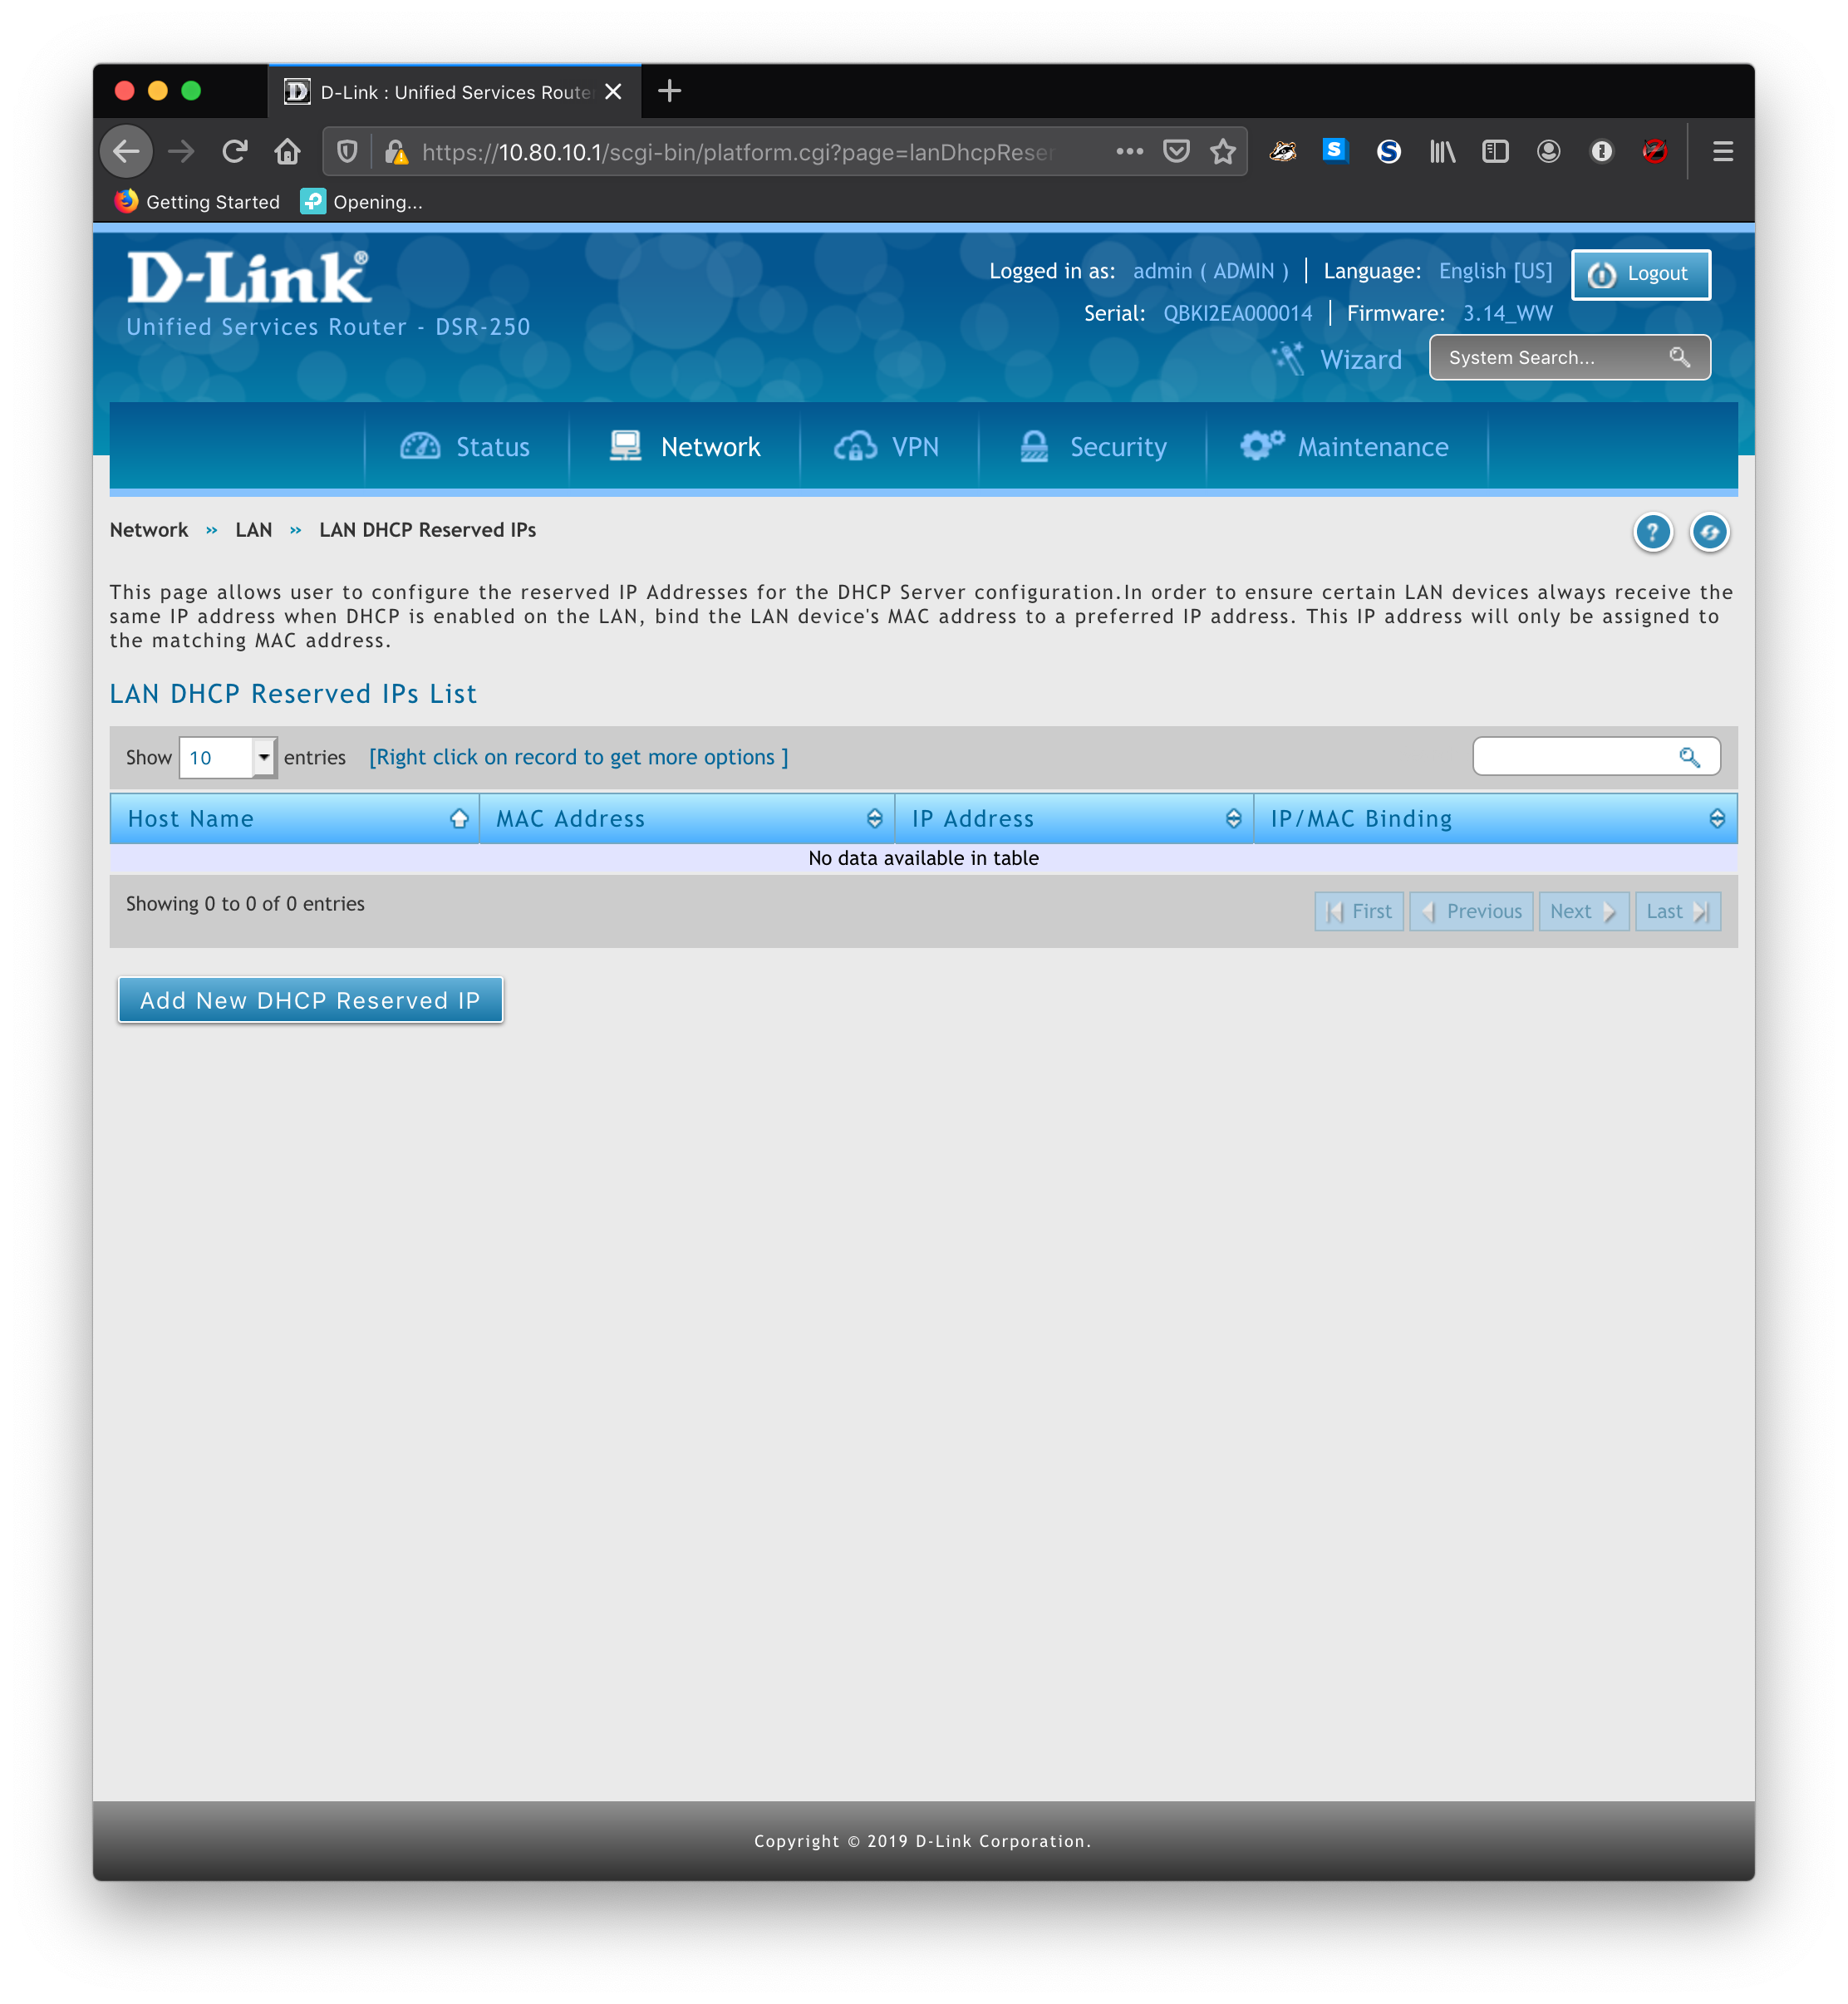 D-Link : Unified Services Route
https://10.80.10.1/scgi-bin/platform.cgi?page=lanDhcpReser
Getting Started
Opening...
D-Link®
Unified Services Router - DSR-250
Logged in as: admin ( ADMIN ) | Language: English [US]
Logout
Serial: QBKI2EA000014 | Firmware: 3.14_WW
Wizard
System Search...
Status
Network
VPN
Security
Maintenance
Network » LAN » LAN DHCP Reserved IPs
This page allows user to configure the reserved IP Addresses for the DHCP Server configuration.In order to ensure certain LAN devices always receive the
same IP address when DHCP is enabled on the LAN, bind the LAN device's MAC address to a preferred IP address. This IP address will only be assigned to
the matching MAC address.
LAN DHCP Reserved IPs List
Show 10 entries [Right click on record to get more options ]
Host Name MAC Address IP Address IP/MAC Binding
No data available in table
Showing 0 to 0 of 0 entries
First Previous Next Last
Add New DHCP Reserved IP
Copyright © 2019 D-Link Corporation.